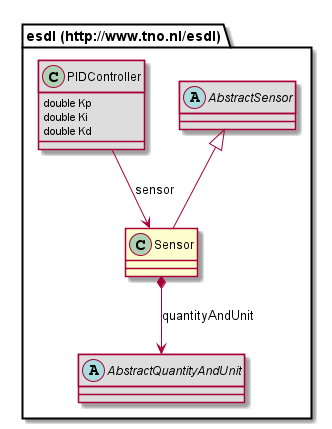 esdl (http://www.tno.nl/esdl)
C PIDController
double Kp
double Ki
double Kd
A AbstractSensor
sensor
C Sensor
quantityAndUnit
A AbstractQuantityAndUnit